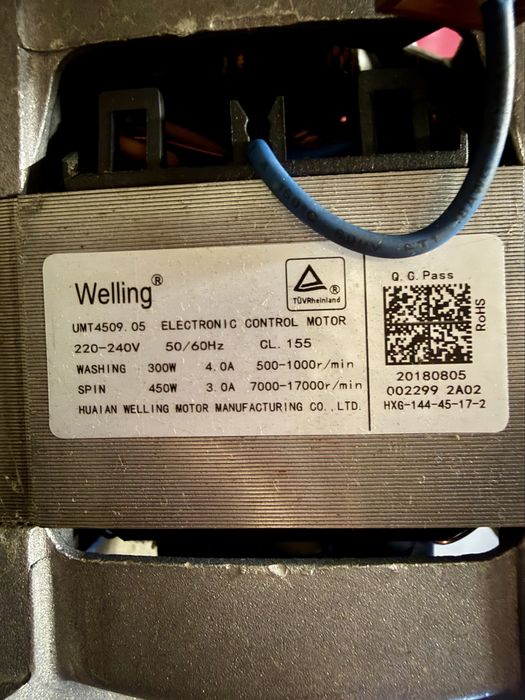 Welling®
TÜVRheinland ®
UMT4509.05 ELECTRONIC CONTROL MOTOR
220-240V 50/60Hz CL.155
WASHING 300W 4.0A 500-1000r/min
SPIN 450W 3.0A 7000-17000r/min
HUAIAN WELLING MOTOR MANUFACTURING CO.,LTD.
Q.G.Pass
RoHS
20180805
002299 2A02
HXG-144-45-17-2